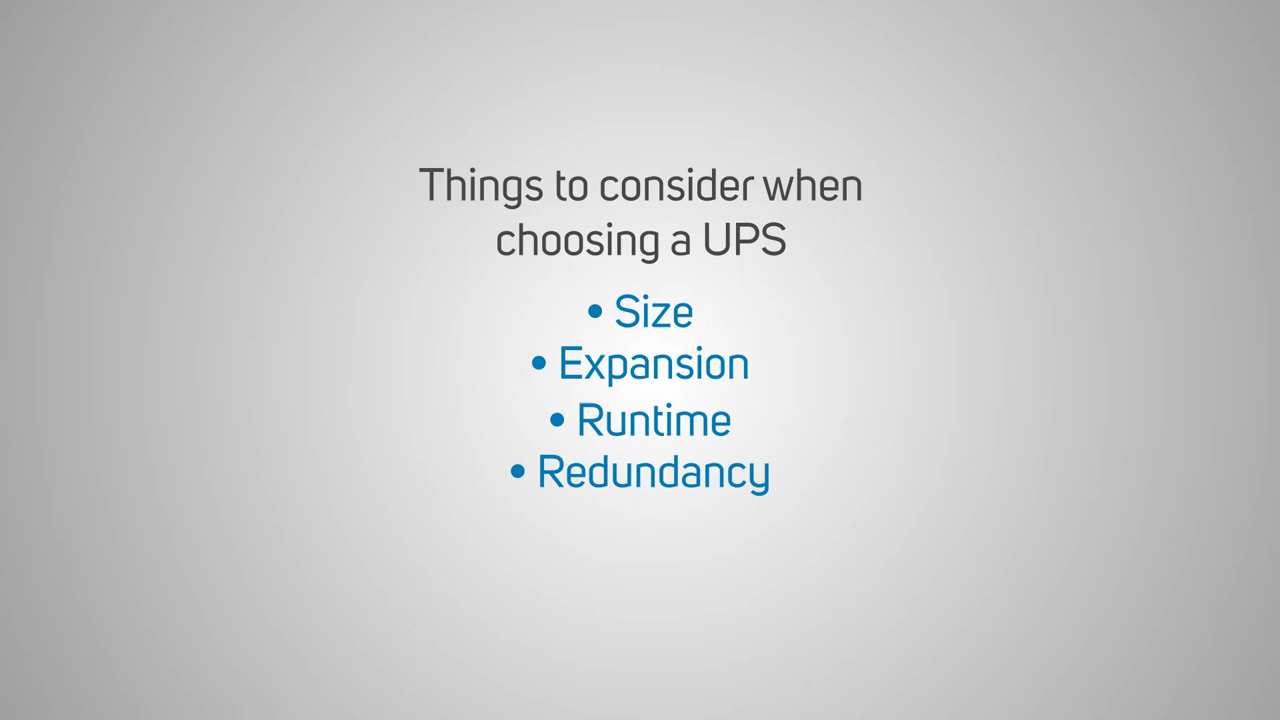 Things to consider when
choosing a UPS
• Size
• Expansion
• Runtime
• Redundancy